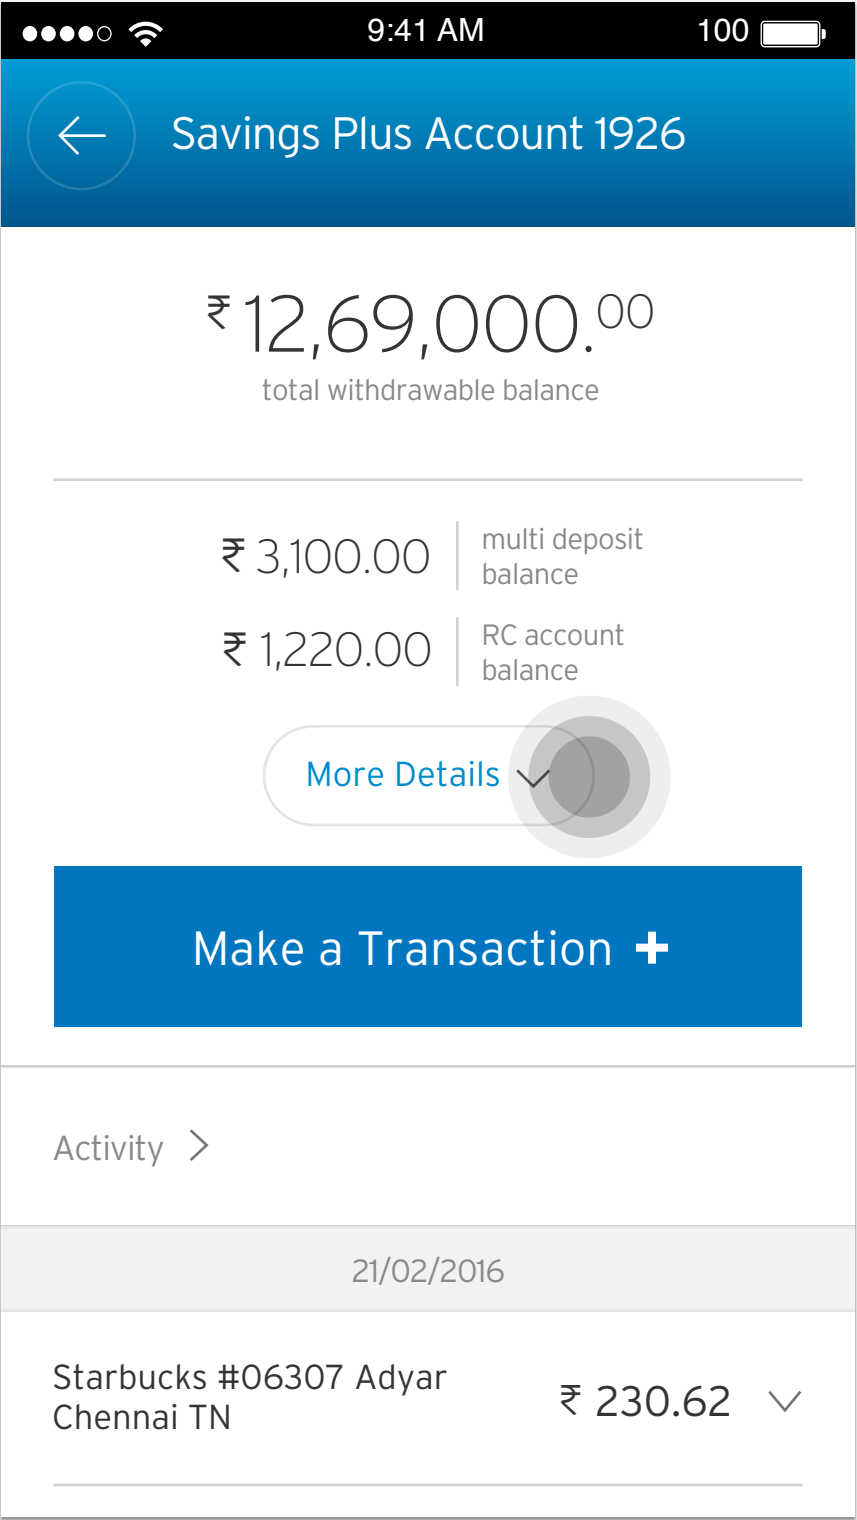 9:41 AM 100
Savings Plus Account 1926
₹ 12,69,000.00
total withdrawable balance
₹ 3,100.00
multi deposit
balance
₹ 1,220.00
RC account
balance
More Details
Make a Transaction +
Activity
21/02/2016
Starbucks #06307 Adyar
Chennai TN
₹ 230.62